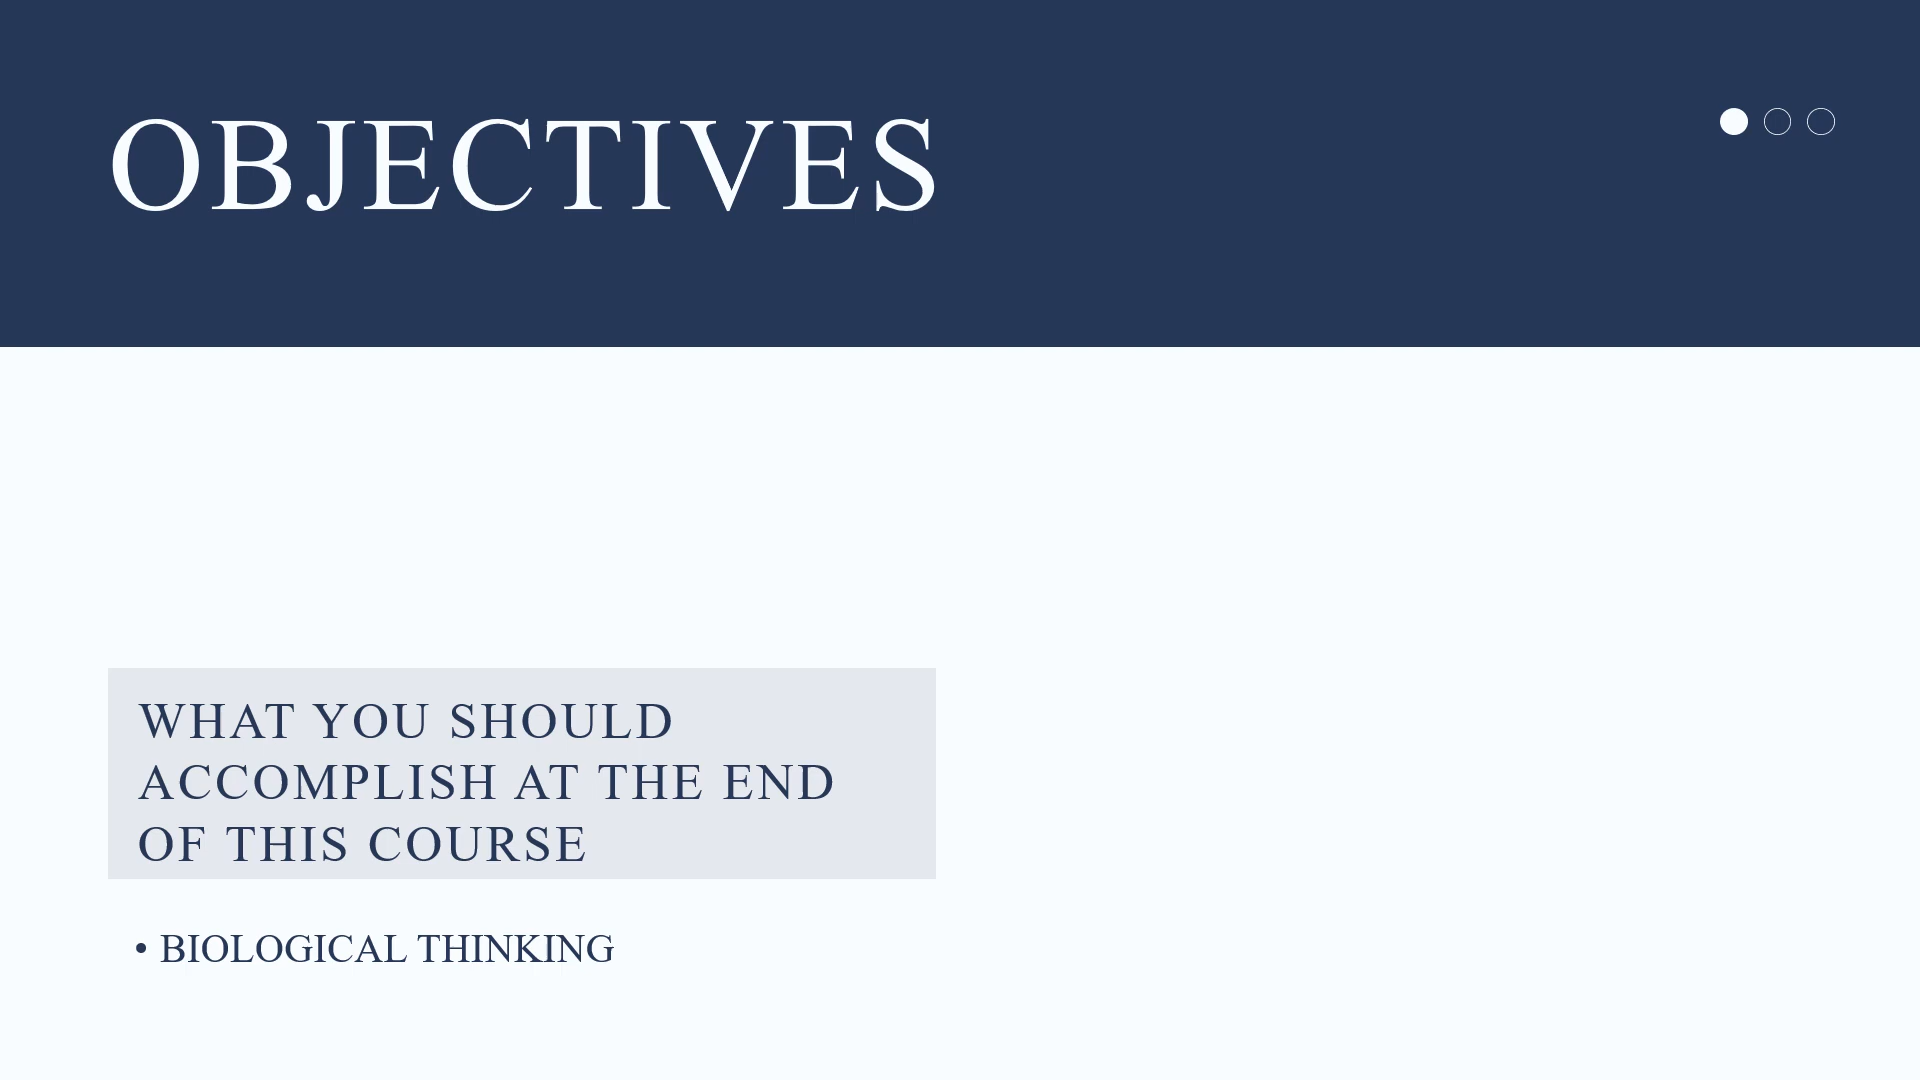 OBJECTIVES
WHAT YOU SHOULD
ACCOMPLISH AT THE END
OF THIS COURSE
• BIOLOGICAL THINKING